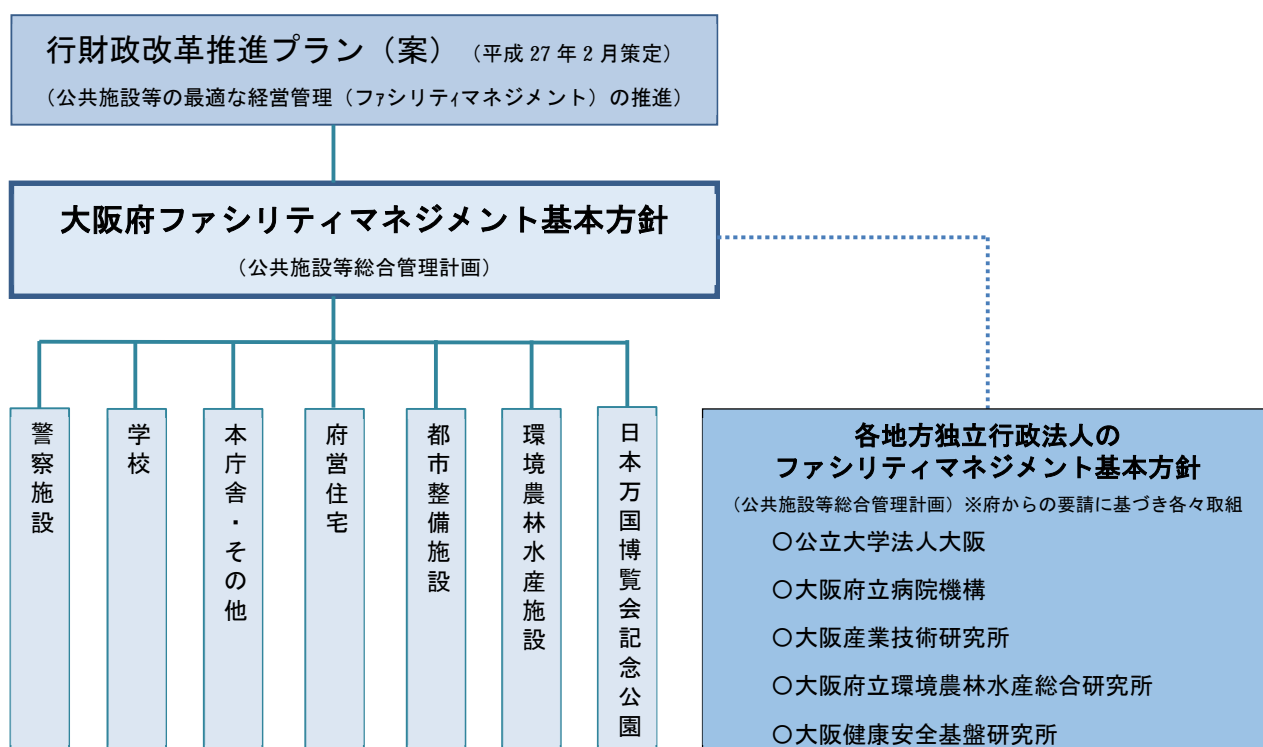 行財政改革推進プラン（案）（平成 27 年 2 月策定）
（公共施設等の最適な経営管理（ファシリティマネジメント）の推進）
大阪府ファシリティマネジメント基本方針
（公共施設等総合管理計画）
警察施設
学校
本庁舎・その他
府営住宅
都市整備施設
環境農林水産施設
日本万国博覧会記念公園
各地方独立行政法人の
ファシリティマネジメント基本方針
（公共施設等総合管理計画）※府からの要請に基づき各々取組
〇公立大学法人大阪
〇大阪府立病院機構
〇大阪産業技術研究所
〇大阪府立環境農林水産総合研究所
〇大阪健康安全基盤研究所